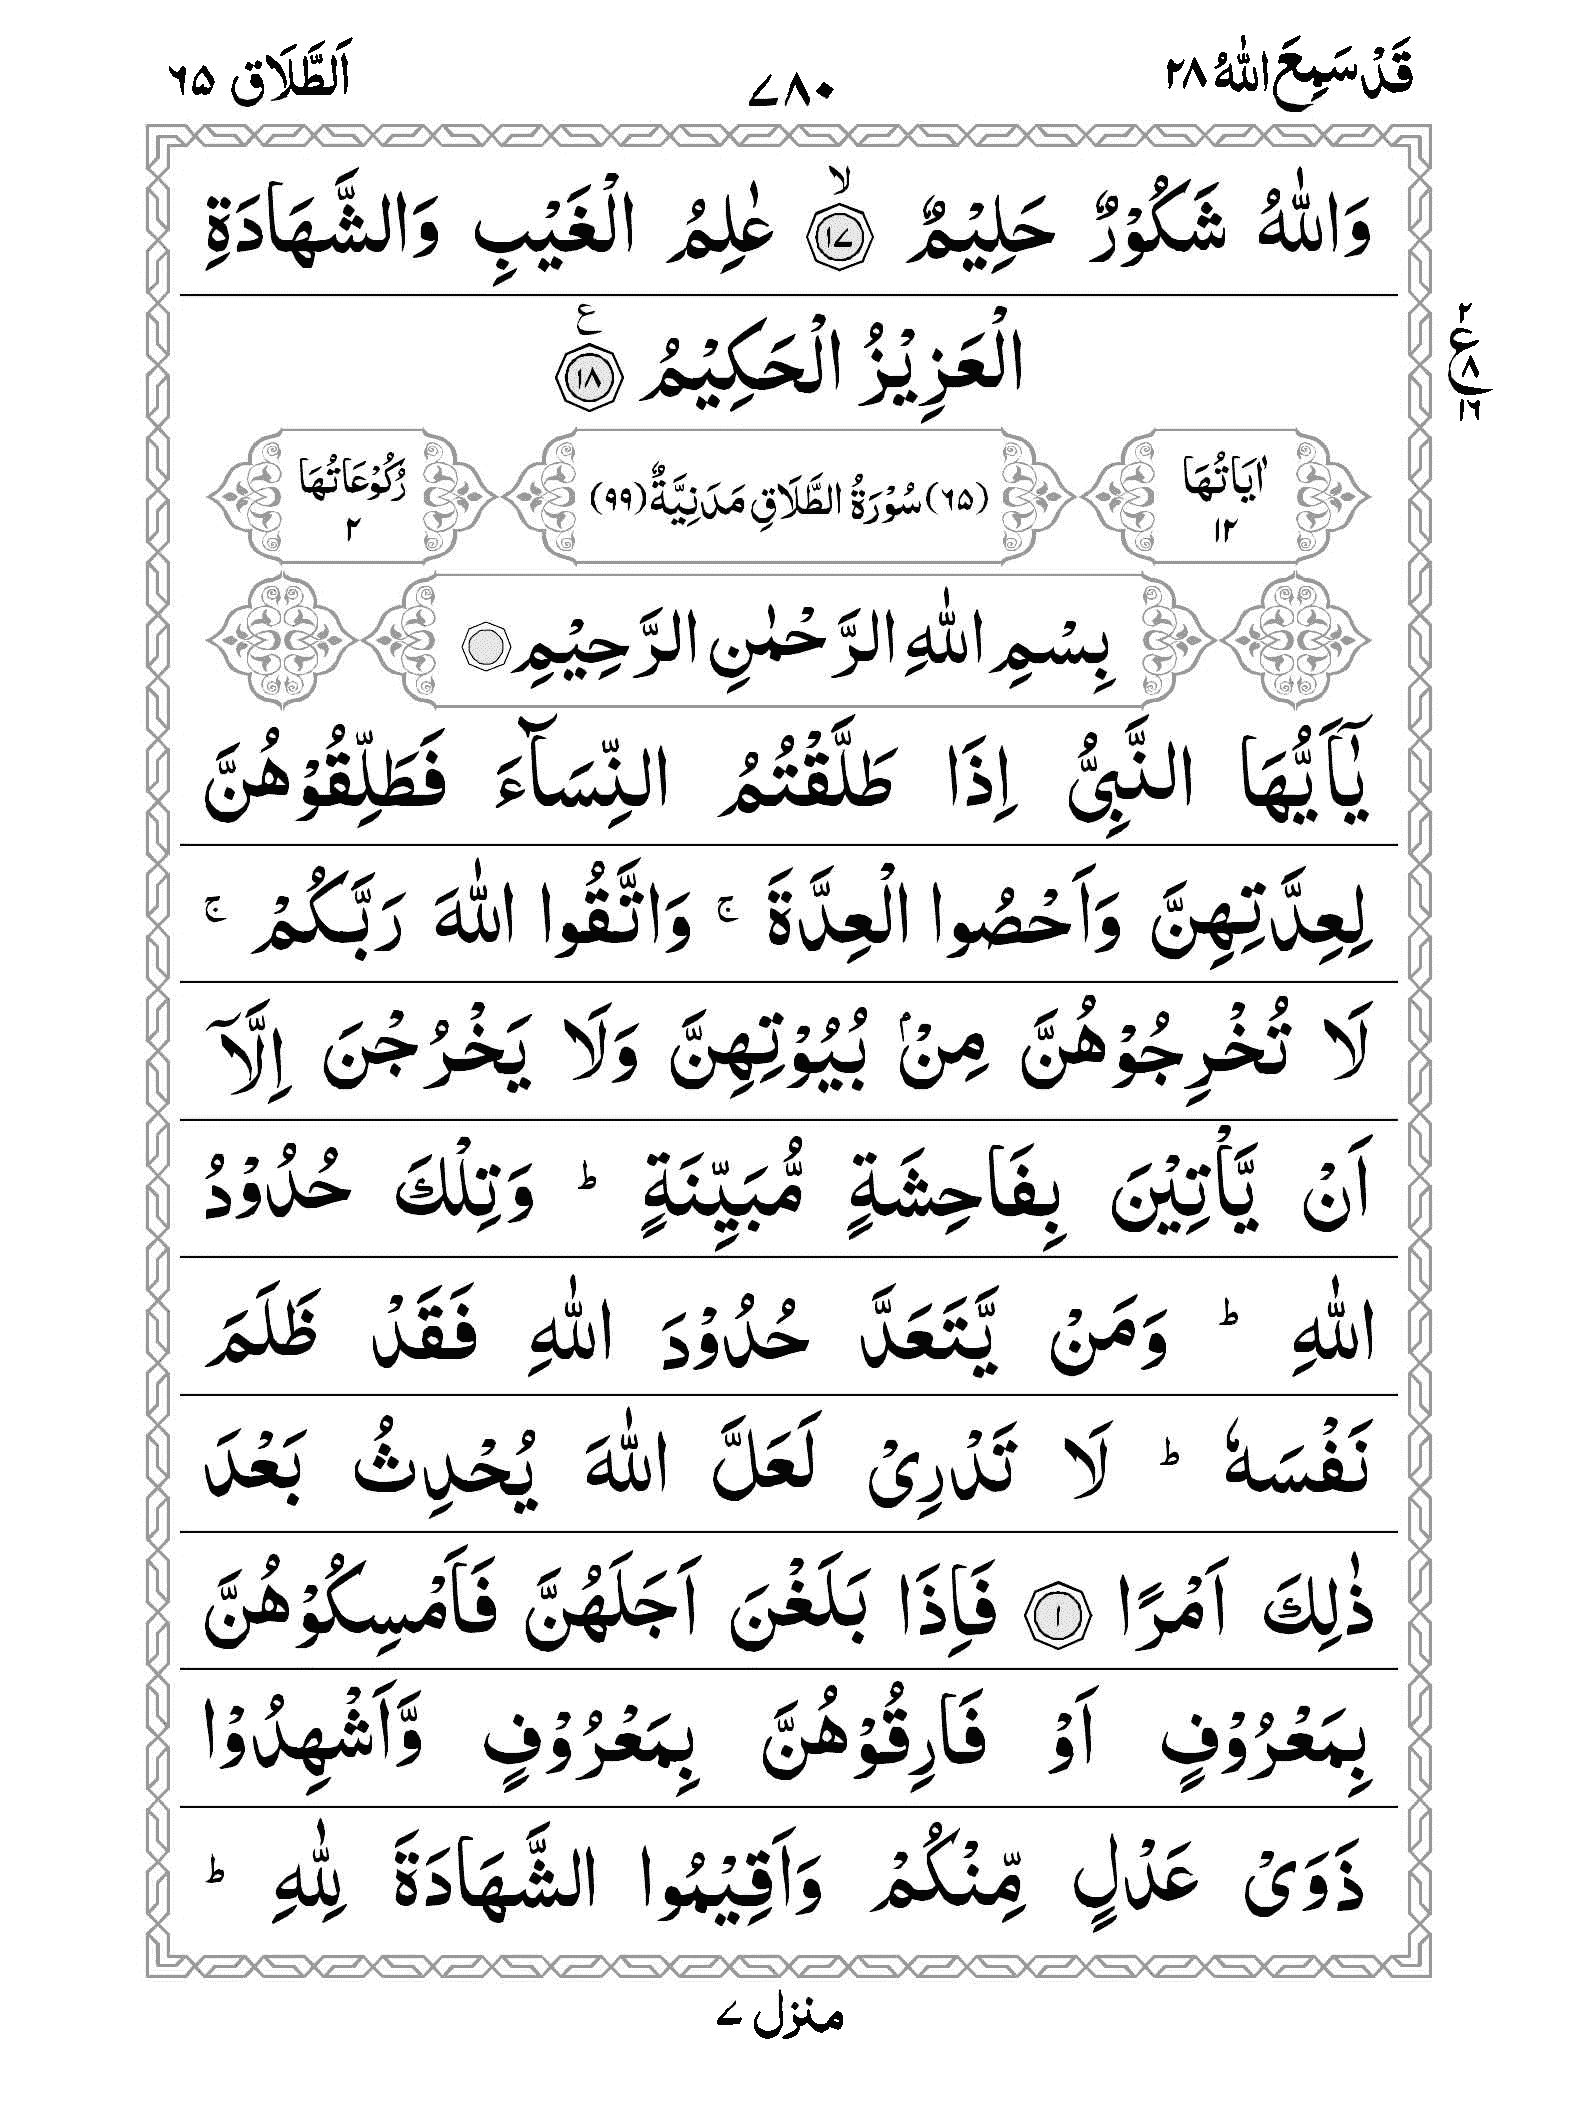 قَدْ سَمِعَ اللّٰهُ ٢٨
٧٨٠
اَلطَّلَاق ٦٥
وَاللّٰهُ شَكُوْرٌ حَلِيْمٌ ۙ ١٧ عٰلِمُ الْغَيْبِ وَالشَّهَادَةِ
الْعَزِيْزُ الْحَكِيْمُ ١٨ ع
٢
ع
٨
١٦
اٰيَاتُهَا
١٢
(٦٥) سُوْرَةُ الطَّلَاقِ مَدَنِيَّةٌ (٩٩)
رُكُوْعَاتُهَا
٢
بِسْمِ اللّٰهِ الرَّحْمٰنِ الرَّحِيْمِ
يٰٓاَيُّهَا النَّبِىُّ اِذَا طَلَّقْتُمُ النِّسَآءَ فَطَلِّقُوْهُنَّ
لِعِدَّتِهِنَّ وَاَحْصُوا الْعِدَّةَ ۚ وَاتَّقُوا اللّٰهَ رَبَّكُمْ ۚ
لَا تُخْرِجُوْهُنَّ مِنْۢ بُيُوْتِهِنَّ وَلَا يَخْرُجْنَ اِلَّآ
اَنْ يَّاْتِيْنَ بِفَاحِشَةٍ مُّبَيِّنَةٍ ؕ وَتِلْكَ حُدُوْدُ
اللّٰهِ ؕ وَمَنْ يَّتَعَدَّ حُدُوْدَ اللّٰهِ فَقَدْ ظَلَمَ
نَفْسَهٗ ؕ لَا تَدْرِىْ لَعَلَّ اللّٰهَ يُحْدِثُ بَعْدَ
ذٰلِكَ اَمْرًا ١ فَاِذَا بَلَغْنَ اَجَلَهُنَّ فَاَمْسِكُوْهُنَّ
بِمَعْرُوْفٍ اَوْ فَارِقُوْهُنَّ بِمَعْرُوْفٍ وَّاَشْهِدُوْا
ذَوَىْ عَدْلٍ مِّنْكُمْ وَاَقِيْمُوا الشَّهَادَةَ لِلّٰهِ ؕ
منزل ٧